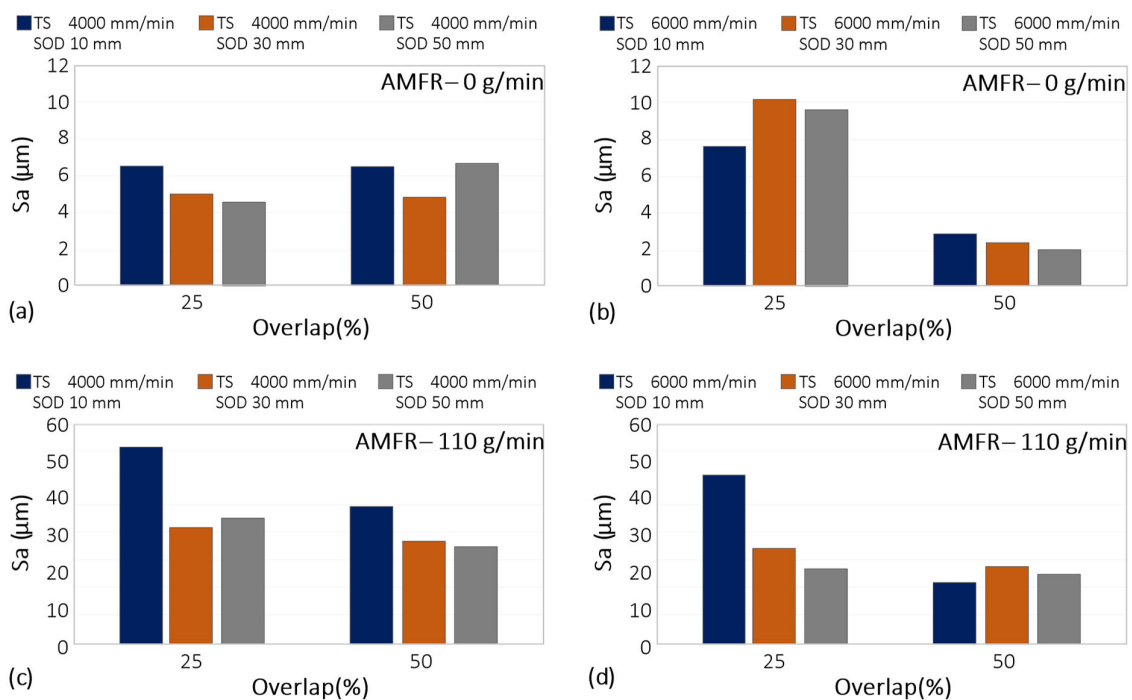 TS 4000 mm/min TS 4000 mm/min TS 4000 mm/min
SOD 10 mm SOD 30 mm SOD 50 mm
12
AMFR– 0 g/min
10
8
6
4
2
0
Sa (µm)
25 50
(a)
Overlap(%)
TS 6000 mm/min TS 6000 mm/min TS 6000 mm/min
SOD 10 mm SOD 30 mm SOD 50 mm
12
AMFR– 0 g/min
10
8
6
4
2
0
Sa (µm)
25 50
(b)
Overlap(%)
TS 4000 mm/min TS 4000 mm/min TS 4000 mm/min
SOD 10 mm SOD 30 mm SOD 50 mm
60
AMFR– 110 g/min
50
40
30
20
10
0
Sa (µm)
25 50
(c)
Overlap(%)
TS 6000 mm/min TS 6000 mm/min TS 6000 mm/min
SOD 10 mm SOD 30 mm SOD 50 mm
60
AMFR– 110 g/min
50
40
30
20
10
0
Sa (µm)
25 50
(d)
Overlap(%)